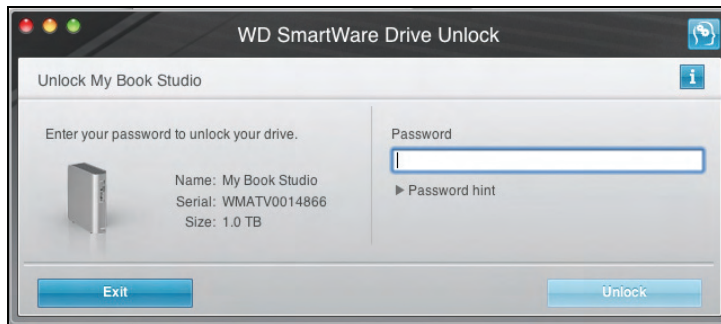 WD SmartWare Drive Unlock
Unlock My Book Studio
i
Enter your password to unlock your drive.
Name: My Book Studio
Serial: WMATV0014866
Size: 1.0 TB
Password
Password hint
Exit
Unlock